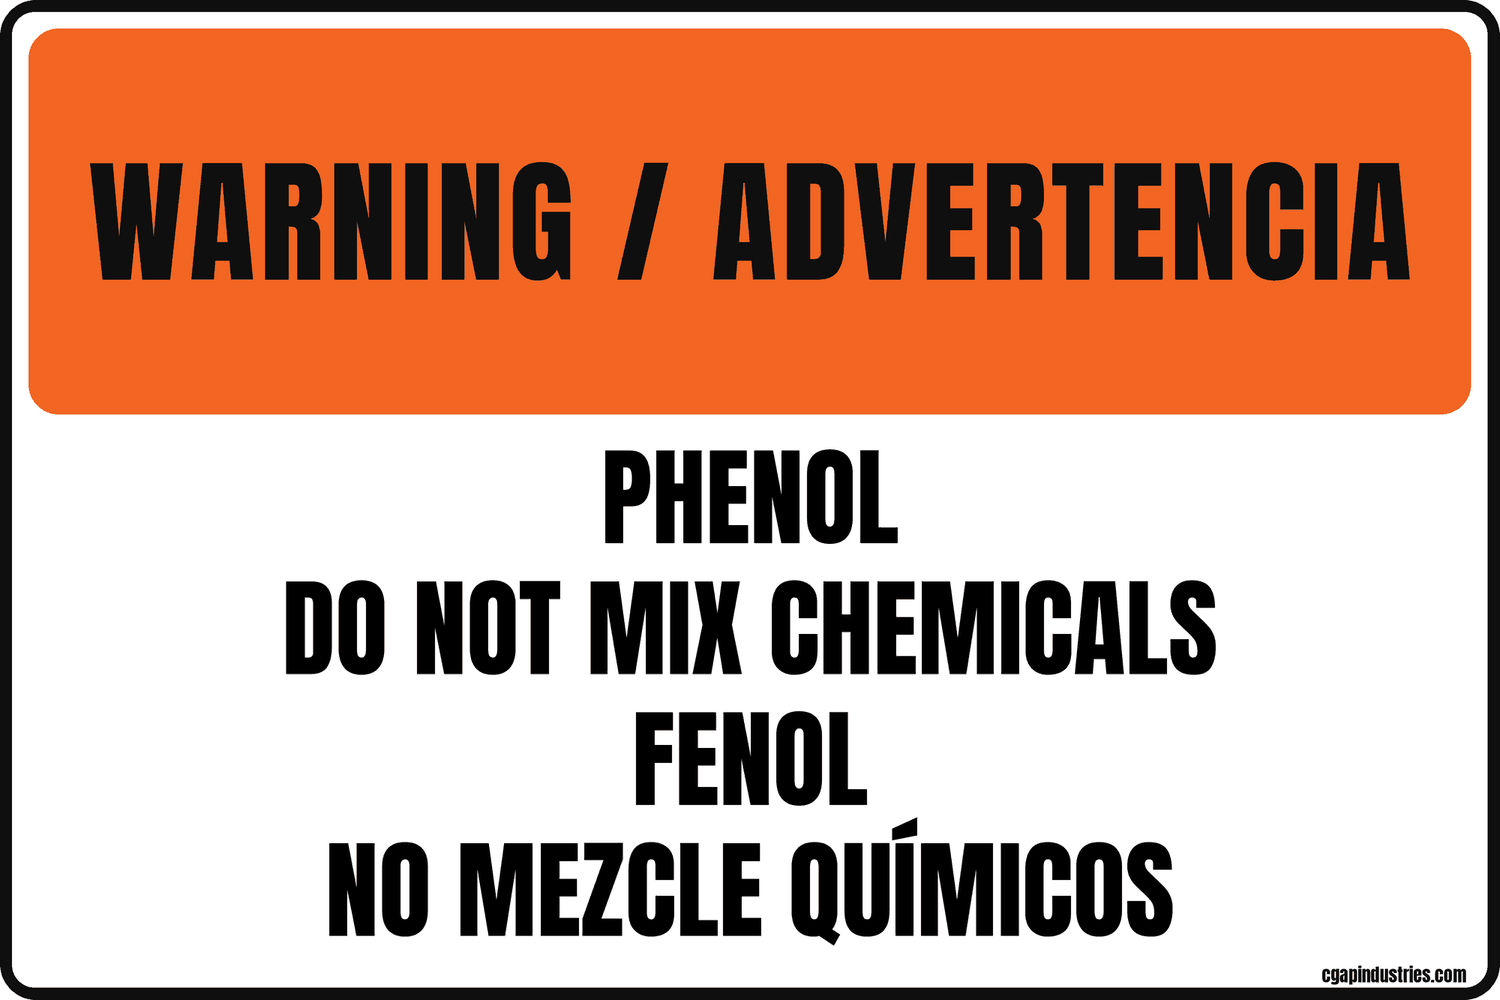 WARNING / ADVERTENCIA
PHENOL
DO NOT MIX CHEMICALS
FENOL
NO MEZCLE QUÍMICOS
cgapindustries.com